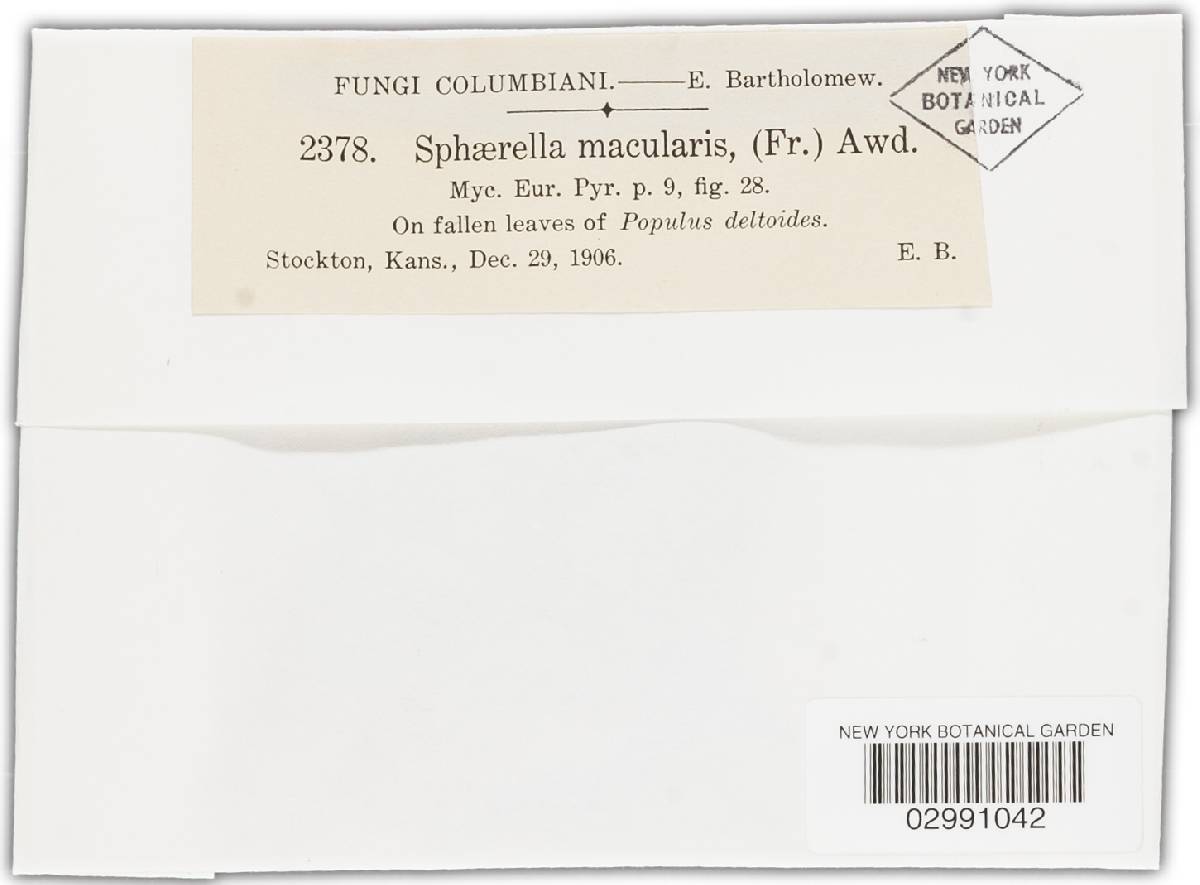 FUNGI COLUMBIANI.——E. Bartholomew.
2378. Sphærella macularis, (Fr.) Awd.
Myc. Eur. Pyr. p. 9, fig. 28.
On fallen leaves of Populus deltoides.
Stockton, Kans., Dec. 29, 1906. E. B.
NEW YORK
BOTANICAL
GARDEN
NEW YORK BOTANICAL GARDEN
02991042